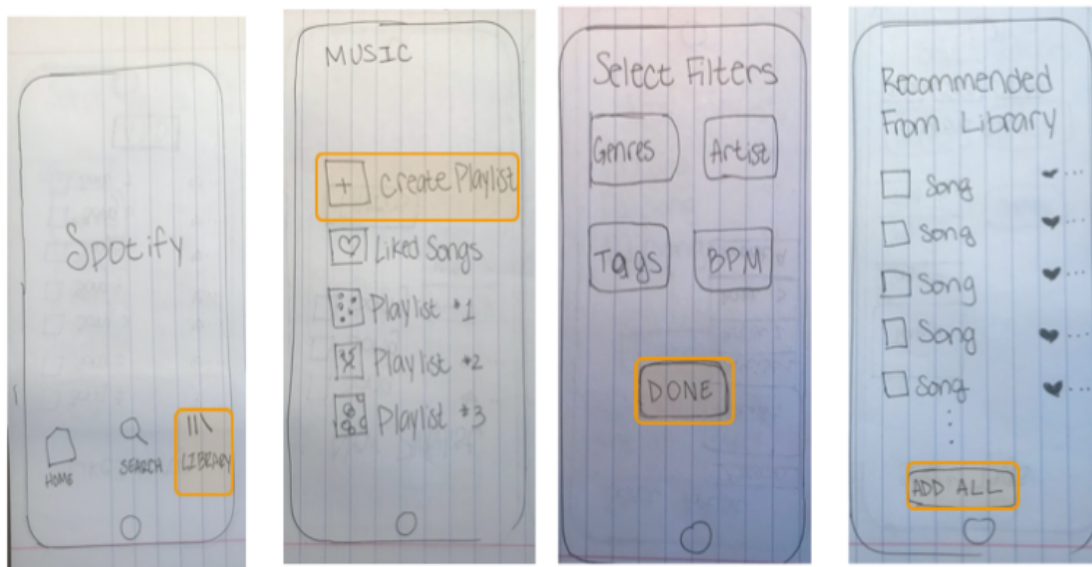 Spotify
HOME
SEARCH
LIBRARY
MUSIC
+ Create Playlist
Liked Songs
Playlist #1
Playlist #2
Playlist #3
Select Filters
Genres
Artist
Tags
BPM
DONE
Recommended
From Library
Song ...
Song ...
Song ...
Song ...
Song ...
ADD ALL